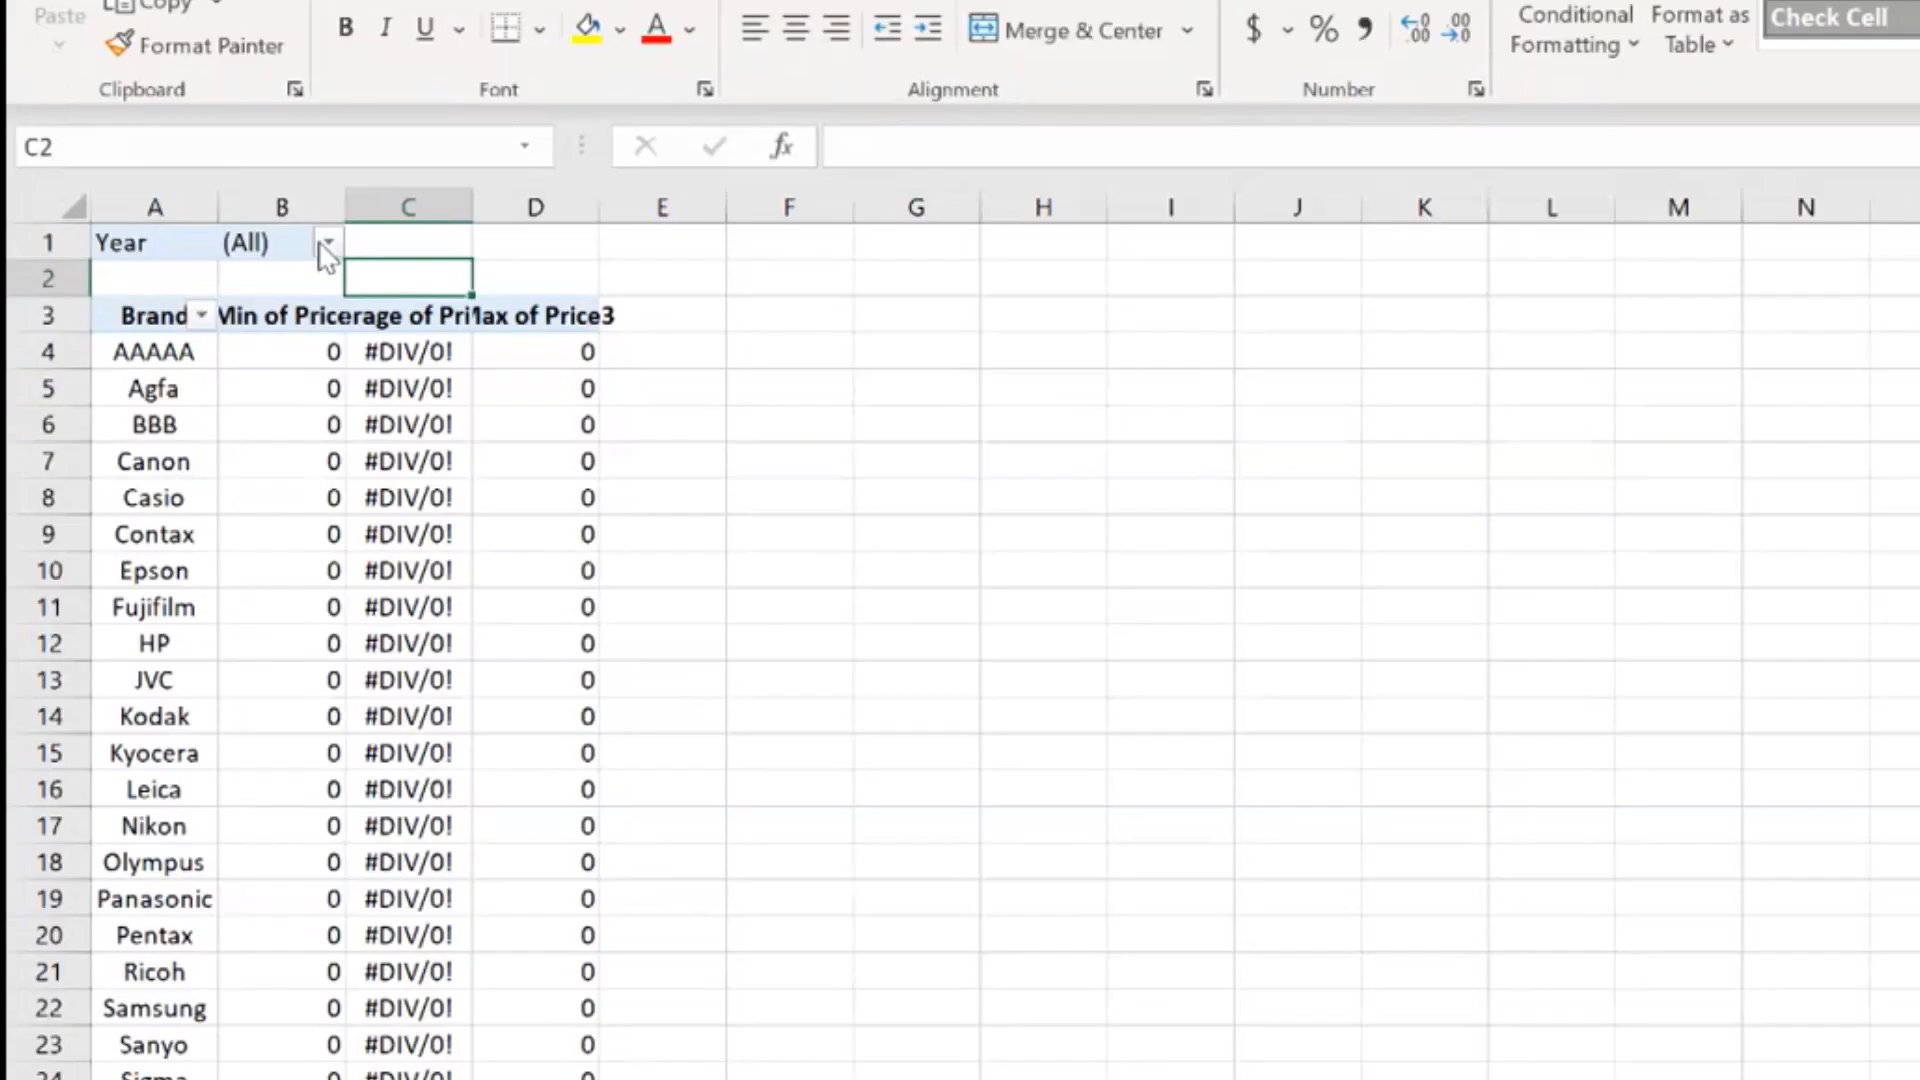 Paste
Copy
Format Painter
Clipboard
B I U
A
Font
Merge & Center
Alignment
$ % ,
Number
Conditional Formatting
Format as Table
Check Cell
C2
fx
A B C D E F G H I J K L M N
1 Year (All)
2
3 Brand Min of Price rage of Pri Max of Price3
4 AAAAA 0 #DIV/0! 0
5 Agfa 0 #DIV/0! 0
6 BBB 0 #DIV/0! 0
7 Canon 0 #DIV/0! 0
8 Casio 0 #DIV/0! 0
9 Contax 0 #DIV/0! 0
10 Epson 0 #DIV/0! 0
11 Fujifilm 0 #DIV/0! 0
12 HP 0 #DIV/0! 0
13 JVC 0 #DIV/0! 0
14 Kodak 0 #DIV/0! 0
15 Kyocera 0 #DIV/0! 0
16 Leica 0 #DIV/0! 0
17 Nikon 0 #DIV/0! 0
18 Olympus 0 #DIV/0! 0
19 Panasonic 0 #DIV/0! 0
20 Pentax 0 #DIV/0! 0
21 Ricoh 0 #DIV/0! 0
22 Samsung 0 #DIV/0! 0
23 Sanyo 0 #DIV/0! 0